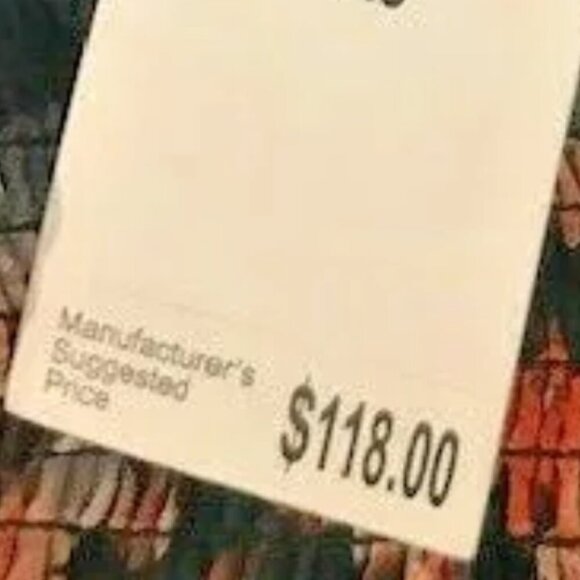 Manufacturer's
Suggested
Price
$118.00